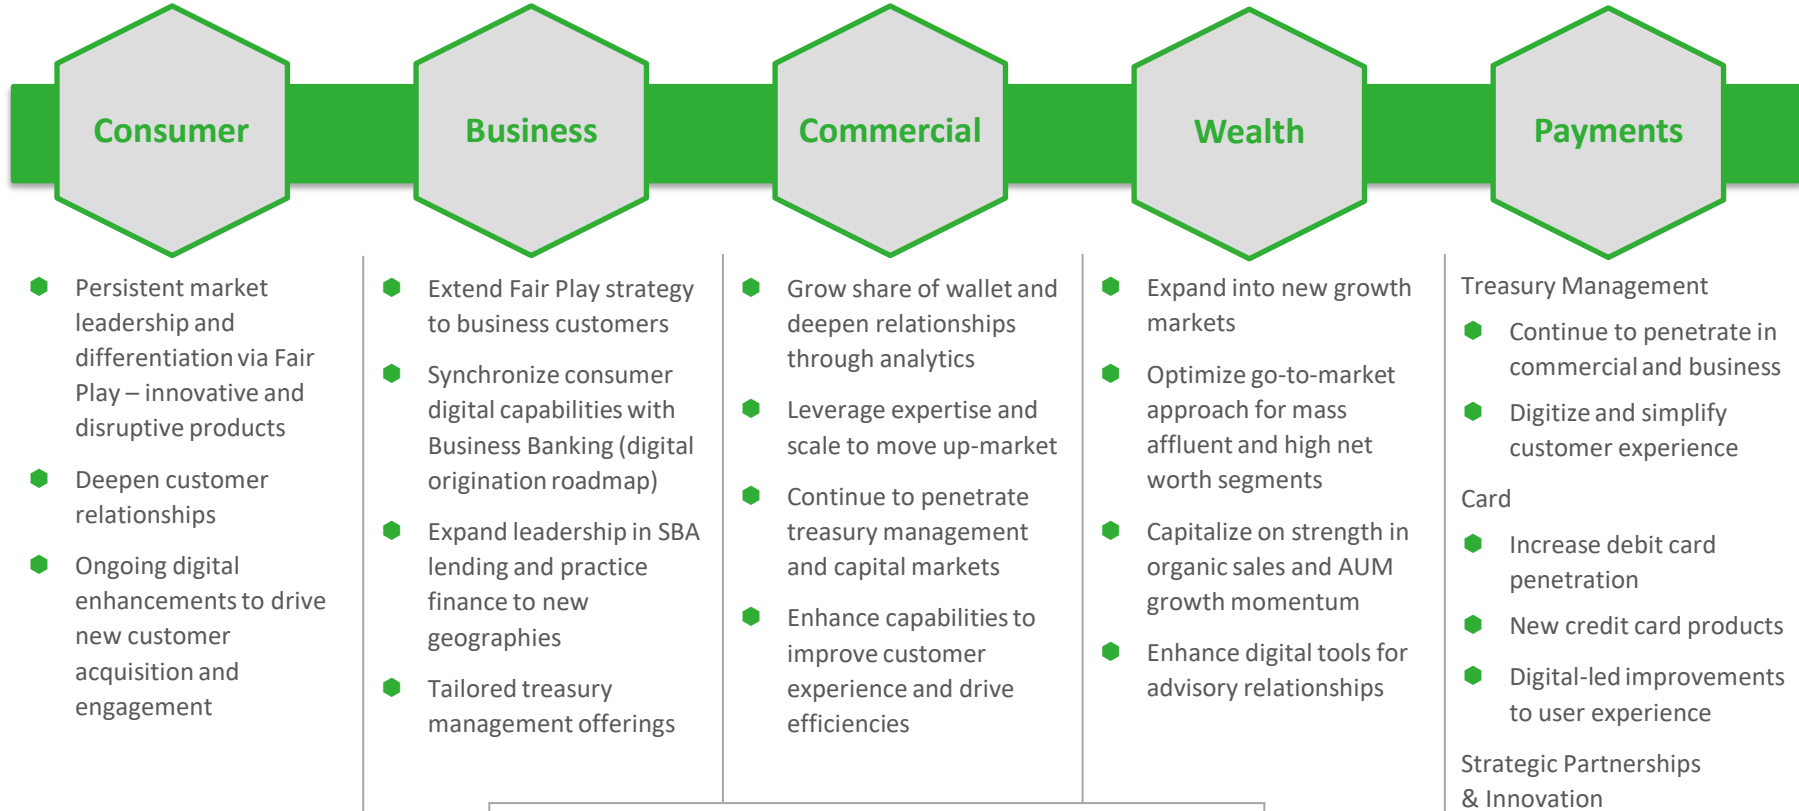 Consumer
Business
Commercial
Wealth
Payments
Persistent market
leadership and
differentiation via Fair
Play – innovative and
disruptive products
Deepen customer
relationships
Ongoing digital
enhancements to drive
new customer
acquisition and
engagement
Extend Fair Play strategy
to business customers
Synchronize consumer
digital capabilities with
Business Banking (digital
origination roadmap)
Expand leadership in SBA
lending and practice
finance to new
geographies
Tailored treasury
management offerings
Grow share of wallet and
deepen relationships
through analytics
Leverage expertise and
scale to move up-market
Continue to penetrate
treasury management
and capital markets
Enhance capabilities to
improve customer
experience and drive
efficiencies
Expand into new growth
markets
Optimize go-to-market
approach for mass
affluent and high net
worth segments
Capitalize on strength in
organic sales and AUM
growth momentum
Enhance digital tools for
advisory relationships
Treasury Management
Continue to penetrate in
commercial and business
Digitize and simplify
customer experience
Card
Increase debit card
penetration
New credit card products
Digital-led improvements
to user experience
Strategic Partnerships
& Innovation